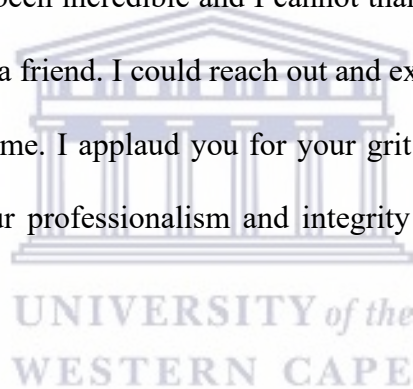 been incredible and I cannot than
a friend. I could reach out and ex
me. I applaud you for your grit
ur professionalism and integrity
UNIVERSITY of the
WESTERN CAPE